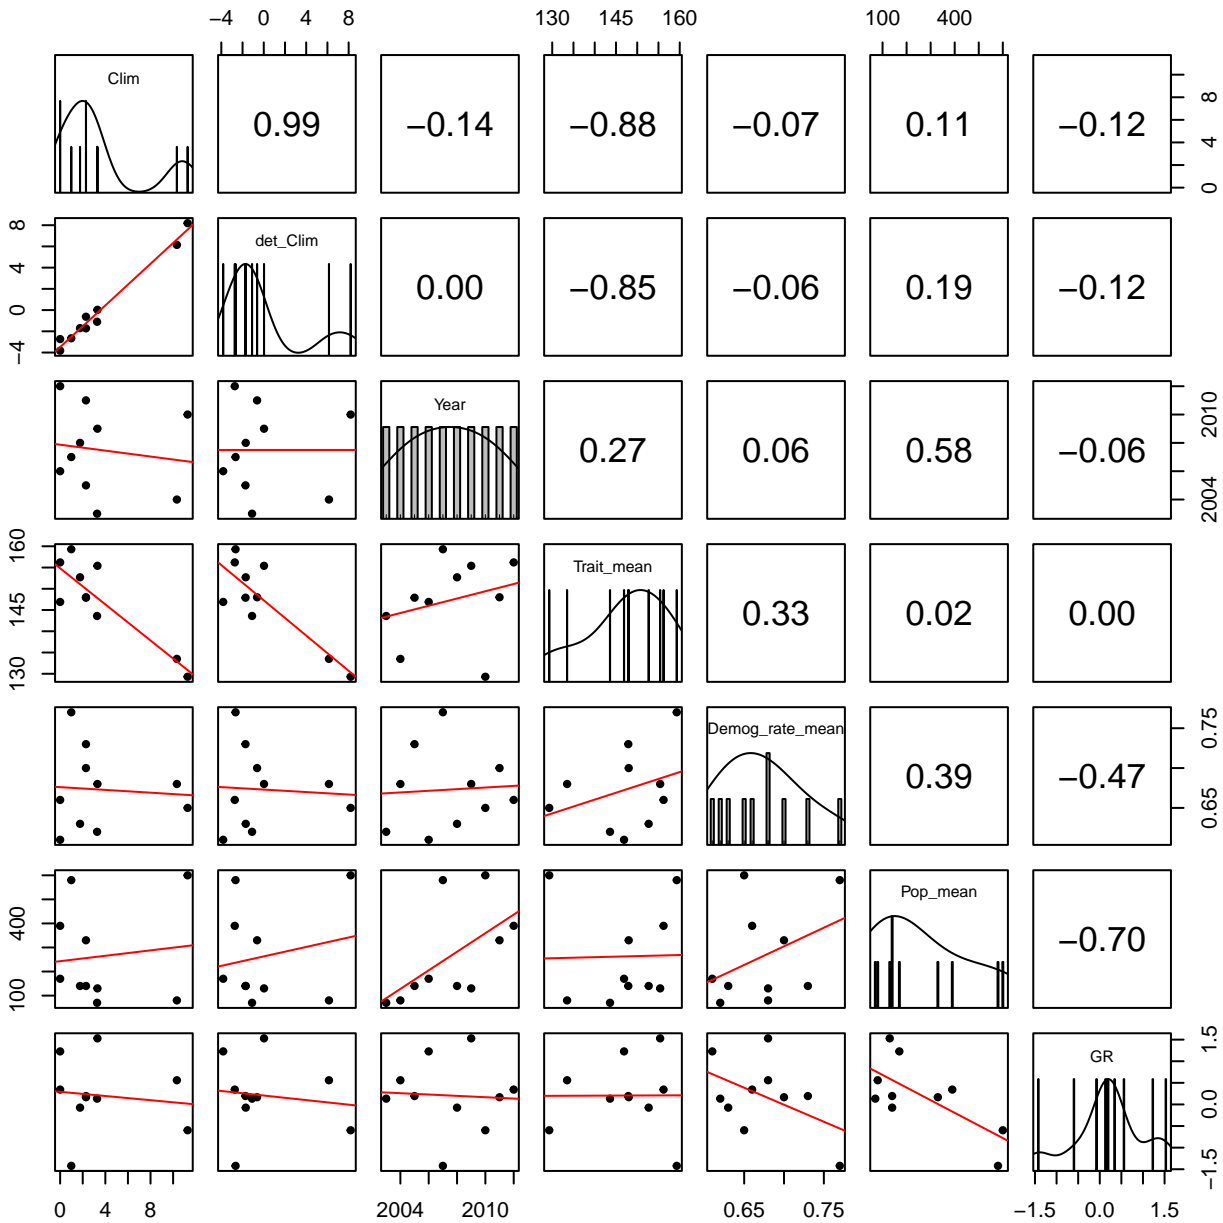 −4 0 4 8 130 145 160 100 400
Clim 0.99 −0.14 −0.88 −0.07 0.11 −0.12 0 4 8
−4 0 4 8 det_Clim 0.00 −0.85 −0.06 0.19 −0.12
Year 0.27 0.06 0.58 −0.06 2004 2010
130 145 160 Trait_mean 0.33 0.02 0.00
Demog_rate_mean 0.39 −0.47 0.65 0.75
100 400 Pop_mean −0.70
GR −1.5 0.0 1.5
0 4 8 2004 2010 0.65 0.75 −1.5 0.0 1.5